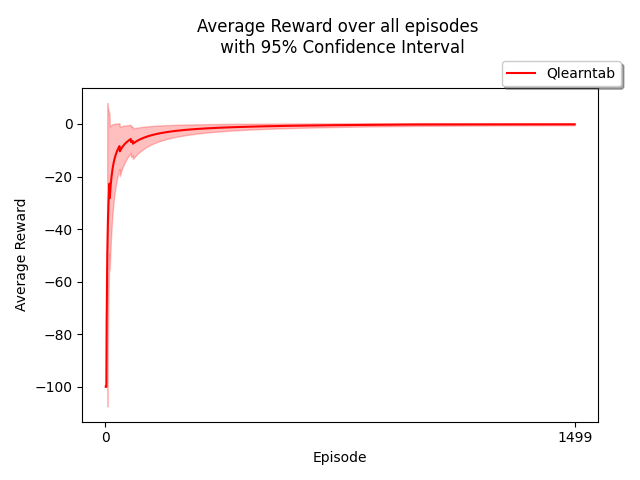 Average Reward over all episodes
with 95% Confidence Interval
Qlearntab
0
−20
−40
−60
−80
−100
Average Reward
0
1499
Episode